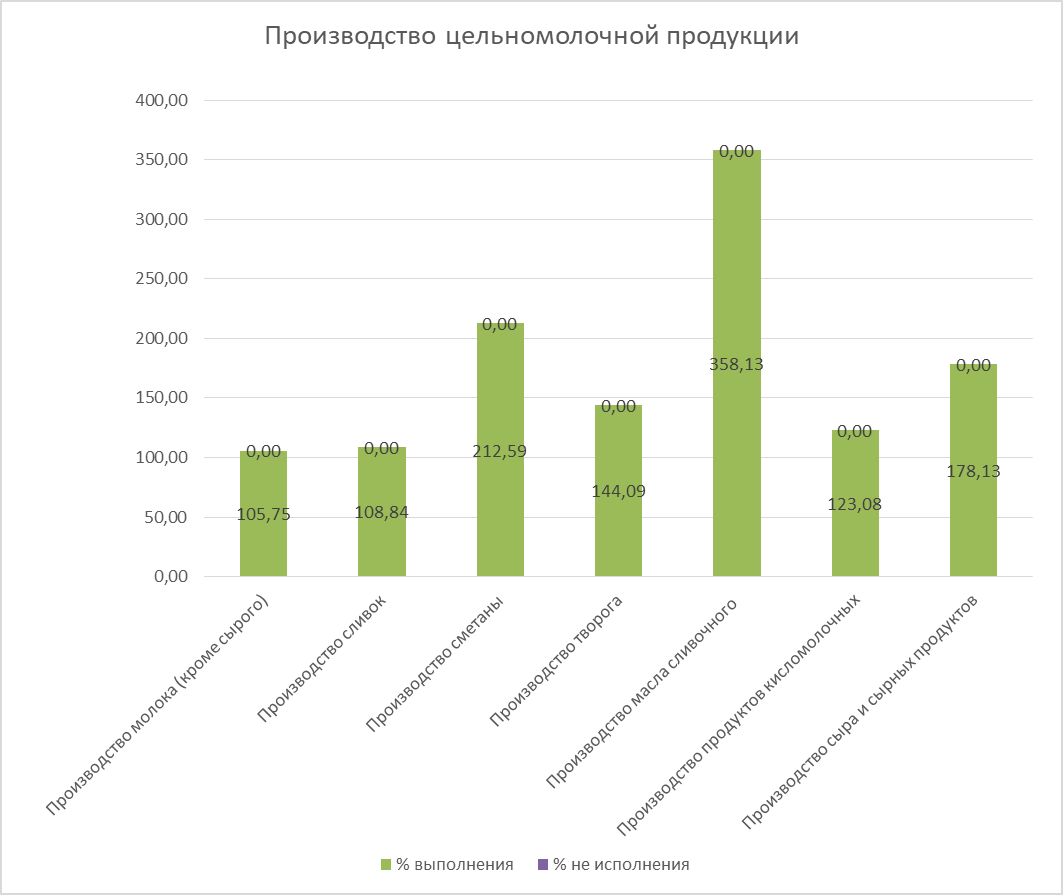 Производство цельномолочной продукции
400,00
350,00
300,00
250,00
200,00
150,00
100,00
50,00
0,00
0,00
0,00
0,00
0,00
0,00
0,00
0,00
105,75
108,84
212,59
144,09
358,13
123,08
178,13
Производство молока (кроме сырого)
Производство сливок
Производство сметаны
Производство творога
Производство масла сливочного
Производство продуктов кисломолочных
Производство сыра и сырных продуктов
% выполнения
% не исполнения